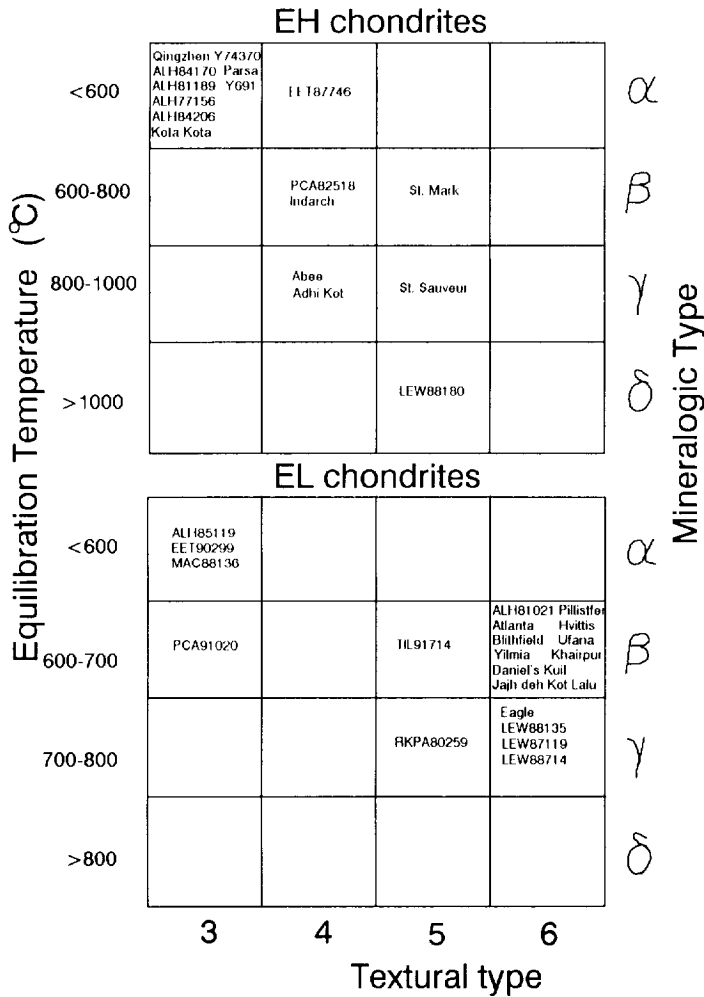 EH chondrites
Equilibration Temperature (°C)
Mineralogic Type
<600
Qingzhen Y74370
ALH84170 Parsa
ALH81189 Y691
ALH77156
ALH84206
Kota Kota
EET87746
α
600-800
PCA82518
Indarch
St. Mark
β
800-1000
Abee
Adhi Kot
St. Sauveur
γ
>1000
LEW88180
δ
EL chondrites
<600
ALH85119
EET90299
MAC88136
α
600-700
PCA91020
TIL91714
ALH81021 Pillistfer
Atlanta Hvittis
Blithfield Ufana
Yilmia Khairpur
Daniel's Kuil
Jajh deh Kot Lalu
β
700-800
RKPA80259
Eagle
LEW88135
LEW87119
LEW88714
γ
>800
δ
3 4 5 6
Textural type